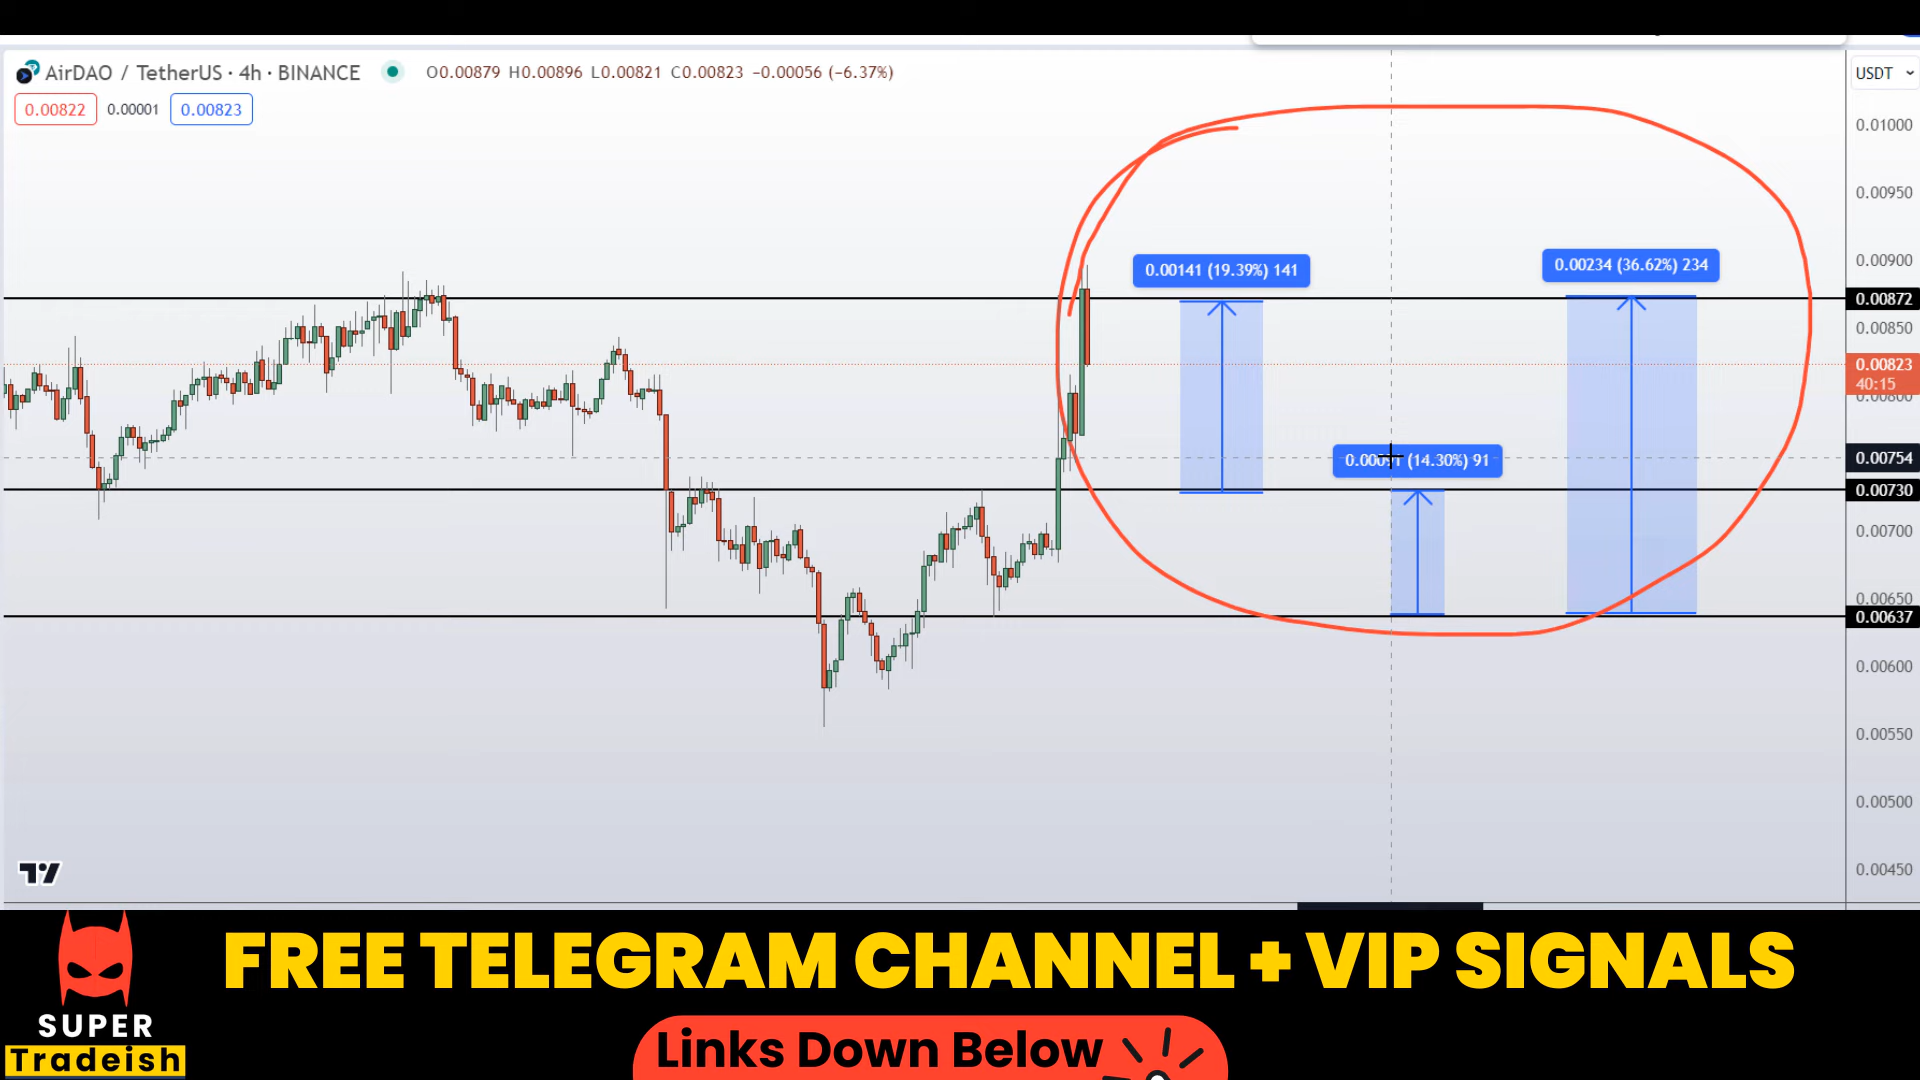 AirDAO / TetherUS · 4h · BINANCE O0.00879 H0.00896 L0.00821 C0.00823 −0.00056 (−6.37%)
USDT
0.00822 0.00001 0.00823
0.01000
0.00950
0.00900
0.00141 (19.39%) 141
0.00234 (36.62%) 234
0.00872
0.00850
0.00823
40:15
0.00800
(14.30%) 91
0.00754
0.00730
0.00700
0.00650
0.00637
0.00600
0.00550
0.00500
0.00450
FREE TELEGRAM CHANNEL + VIP SIGNALS
SUPER
Tradeish
Links Down Below